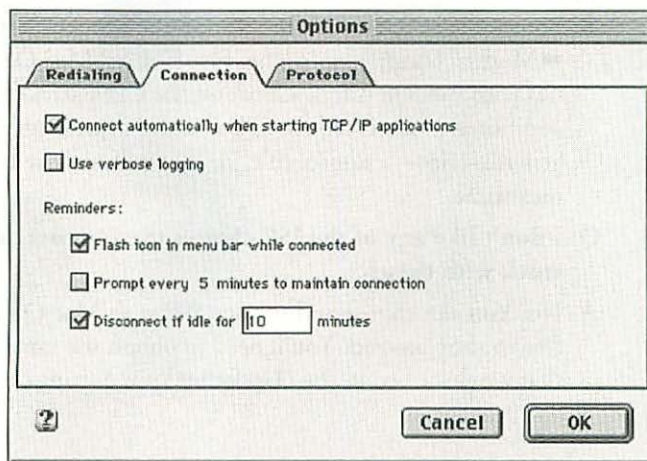 Options
Redialing Connection Protocol
Connect automatically when starting TCP/IP applications
Use verbose logging
Reminders:
Flash icon in menu bar while connected
Prompt every 5 minutes to maintain connection
Disconnect if idle for 10 minutes
?
Cancel OK